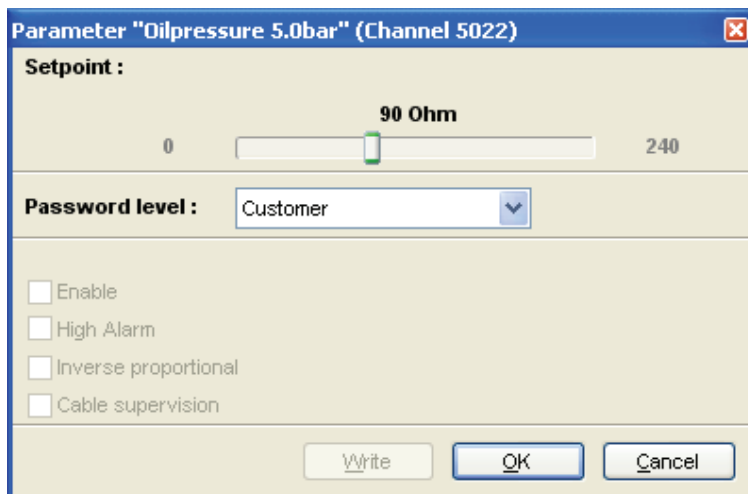 Parameter "Oilpressure 5.0bar" (Channel 5022)
Setpoint :
90 Ohm
0 240
Password level : Customer
Enable
High Alarm
Inverse proportional
Cable supervision
Write OK Cancel